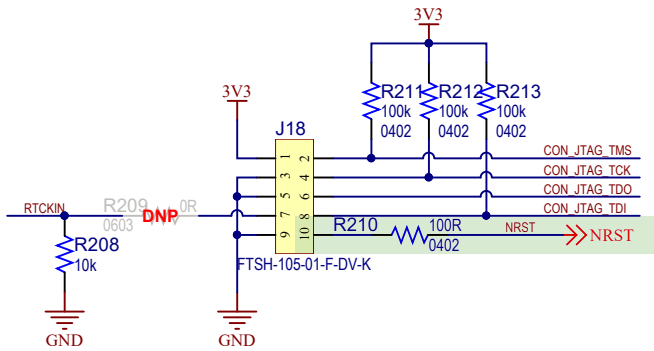 3V3
3V3
R211
100k
0402
R212
100k
0402
R213
100k
0402
J18
1 2
3 4
5 6
7 8
9 10
CON_JTAG_TMS
CON_JTAG_TCK
CON_JTAG_TDO
CON_JTAG_TDI
RTCKIN
R209 0R
DNP
0603
R210
100R
0402
NRST
NRST
R208
10k
FTSH-105-01-F-DV-K
GND
GND